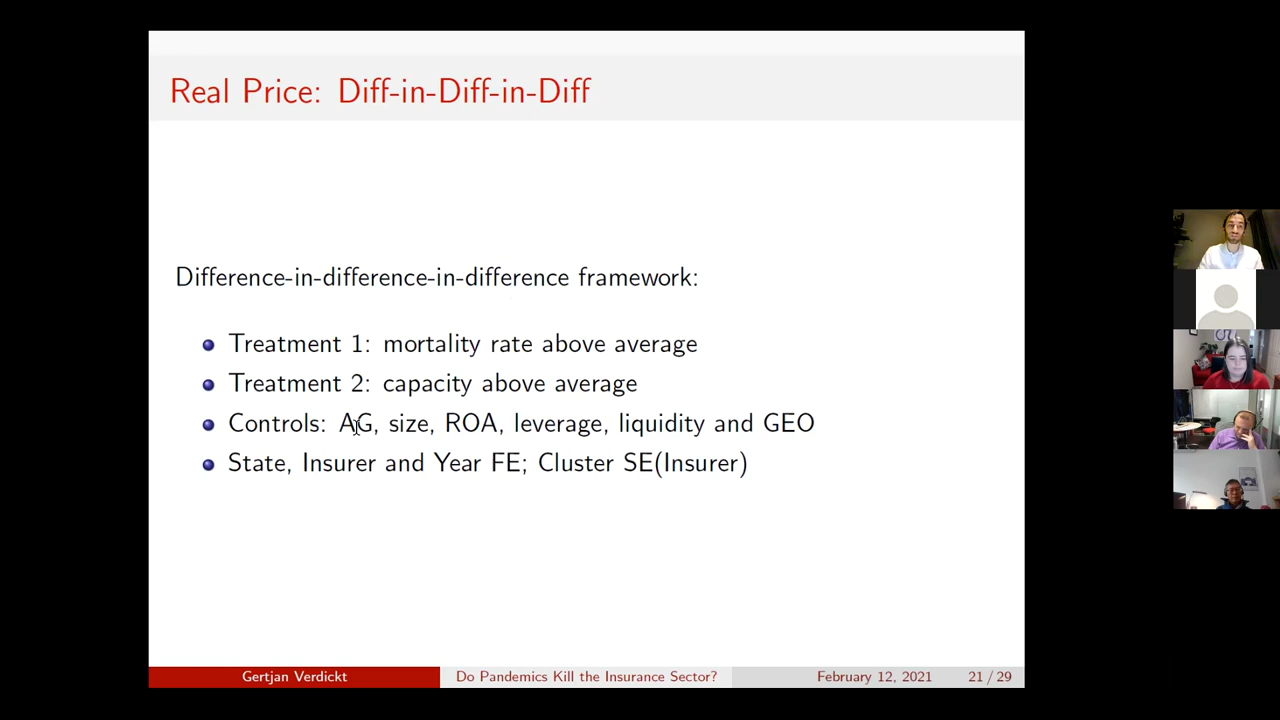 Real Price: Diff-in-Diff-in-Diff
Difference-in-difference-in-difference framework:
Treatment 1: mortality rate above average
Treatment 2: capacity above average
Controls: AG, size, ROA, leverage, liquidity and GEO
State, Insurer and Year FE; Cluster SE(Insurer)
Gertjan Verdickt Do Pandemics Kill the Insurance Sector? February 12, 2021 21 / 29